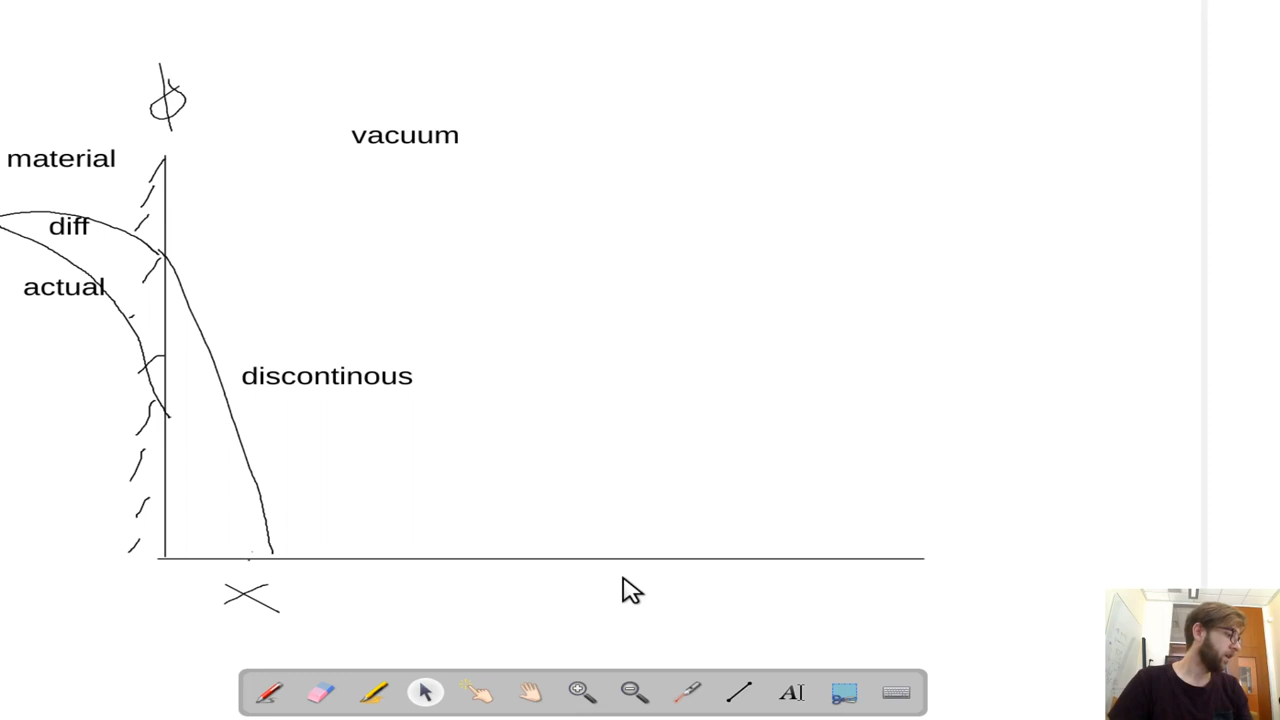 ϕ
vacuum
material
diff
actual
discontinous
x